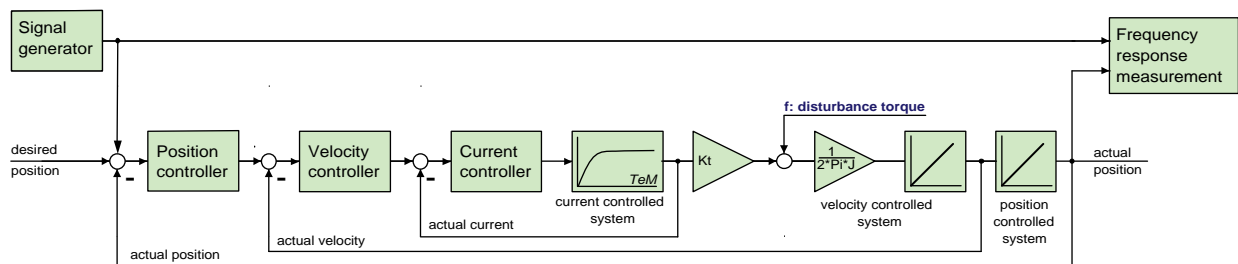 Signal
generator
Frequency
response
measurement
f: disturbance torque
desired
position
Position
controller
Velocity
controller
Current
controller
TeM
Kt
1
2*Pi*J
actual
position
-
-
-
current controlled
system
velocity controlled
system
position
controlled
system
actual current
actual velocity
actual position